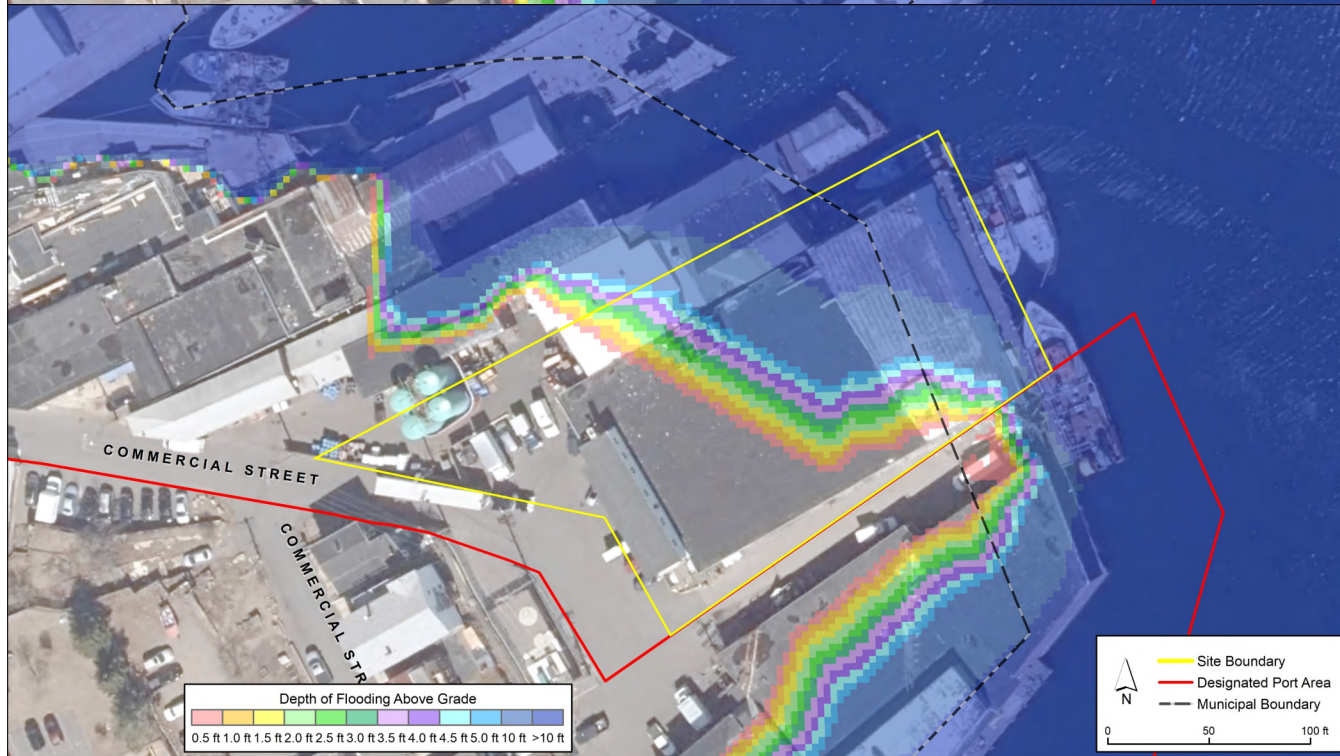 COMMERCIAL STREET
COMMERCIAL STR
Depth of Flooding Above Grade
0.5 ft 1.0 ft 1.5 ft 2.0 ft 2.5 ft 3.0 ft 3.5 ft 4.0 ft 4.5 ft 5.0 ft 10 ft >10 ft
N
Site Boundary
Designated Port Area
Municipal Boundary
0 50 100 ft